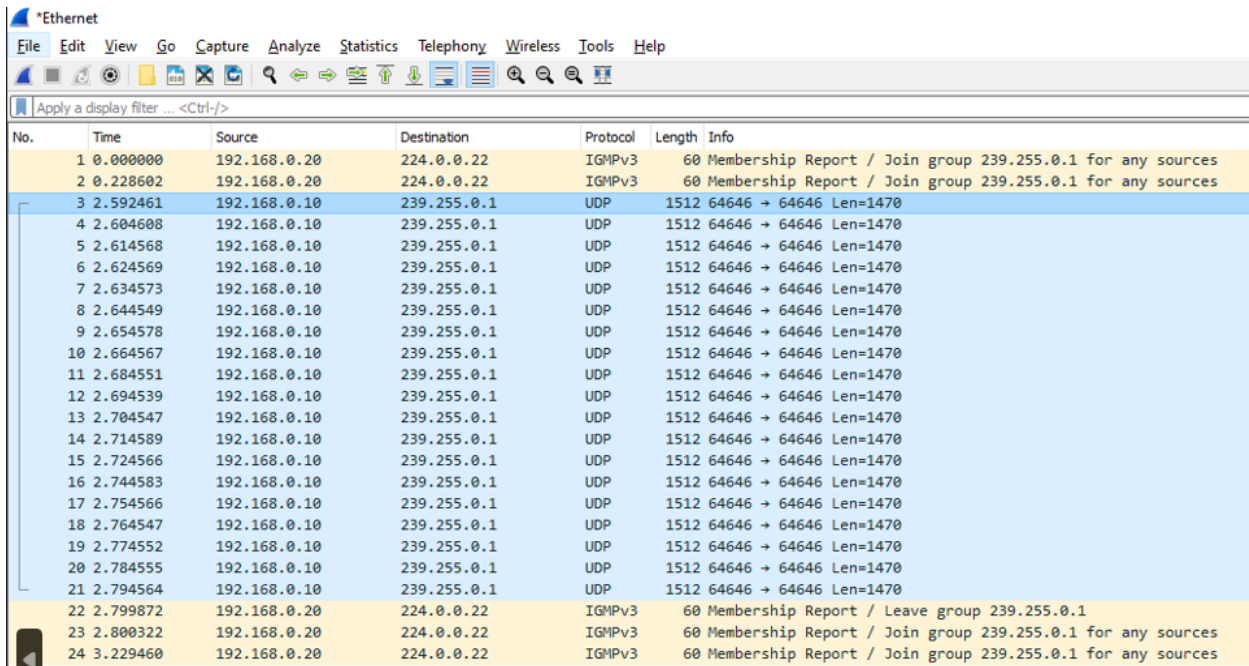 *Ethernet
File Edit View Go Capture Analyze Statistics Telephony Wireless Tools Help
Apply a display filter ... <Ctrl-/>
No. Time Source Destination Protocol Length Info
1 0.000000 192.168.0.20 224.0.0.22 IGMPv3 60 Membership Report / Join group 239.255.0.1 for any sources
2 0.228602 192.168.0.20 224.0.0.22 IGMPv3 60 Membership Report / Join group 239.255.0.1 for any sources
3 2.592461 192.168.0.10 239.255.0.1 UDP 1512 64646 → 64646 Len=1470
4 2.604608 192.168.0.10 239.255.0.1 UDP 1512 64646 → 64646 Len=1470
5 2.614568 192.168.0.10 239.255.0.1 UDP 1512 64646 → 64646 Len=1470
6 2.624569 192.168.0.10 239.255.0.1 UDP 1512 64646 → 64646 Len=1470
7 2.634573 192.168.0.10 239.255.0.1 UDP 1512 64646 → 64646 Len=1470
8 2.644549 192.168.0.10 239.255.0.1 UDP 1512 64646 → 64646 Len=1470
9 2.654578 192.168.0.10 239.255.0.1 UDP 1512 64646 → 64646 Len=1470
10 2.664567 192.168.0.10 239.255.0.1 UDP 1512 64646 → 64646 Len=1470
11 2.684551 192.168.0.10 239.255.0.1 UDP 1512 64646 → 64646 Len=1470
12 2.694539 192.168.0.10 239.255.0.1 UDP 1512 64646 → 64646 Len=1470
13 2.704547 192.168.0.10 239.255.0.1 UDP 1512 64646 → 64646 Len=1470
14 2.714589 192.168.0.10 239.255.0.1 UDP 1512 64646 → 64646 Len=1470
15 2.724566 192.168.0.10 239.255.0.1 UDP 1512 64646 → 64646 Len=1470
16 2.744583 192.168.0.10 239.255.0.1 UDP 1512 64646 → 64646 Len=1470
17 2.754566 192.168.0.10 239.255.0.1 UDP 1512 64646 → 64646 Len=1470
18 2.764547 192.168.0.10 239.255.0.1 UDP 1512 64646 → 64646 Len=1470
19 2.774552 192.168.0.10 239.255.0.1 UDP 1512 64646 → 64646 Len=1470
20 2.784555 192.168.0.10 239.255.0.1 UDP 1512 64646 → 64646 Len=1470
21 2.794564 192.168.0.10 239.255.0.1 UDP 1512 64646 → 64646 Len=1470
22 2.799872 192.168.0.20 224.0.0.22 IGMPv3 60 Membership Report / Leave group 239.255.0.1
23 2.800322 192.168.0.20 224.0.0.22 IGMPv3 60 Membership Report / Join group 239.255.0.1 for any sources
24 3.229460 192.168.0.20 224.0.0.22 IGMPv3 60 Membership Report / Join group 239.255.0.1 for any sources